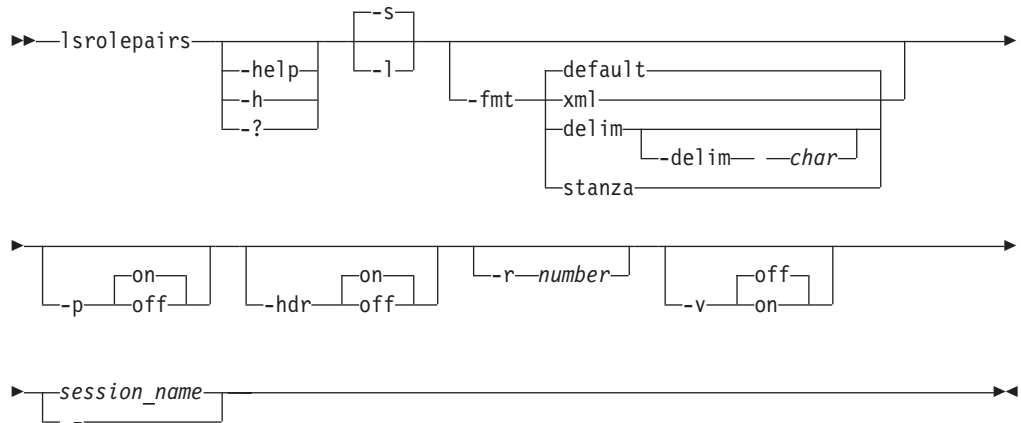 -s
lsrolepairs
-help -l default
-h -fmt xml
-? delim
-delim char
stanza
on on -r number off
-p off -hdr off -v on
session_name
-